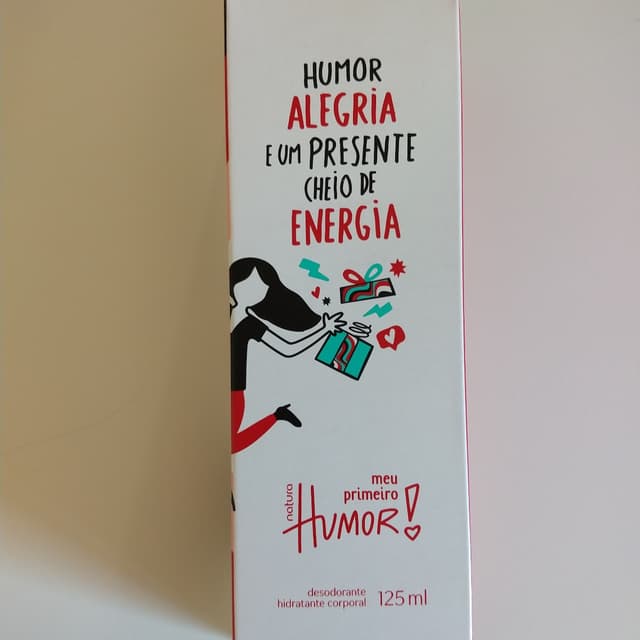 HUMOR
ALEGRIA
E UM PRESENTE
CHEIO DE
ENERGIA
meu
primeiro
natura
HUMOR!
desodorante
hidratante corporal 125 ml